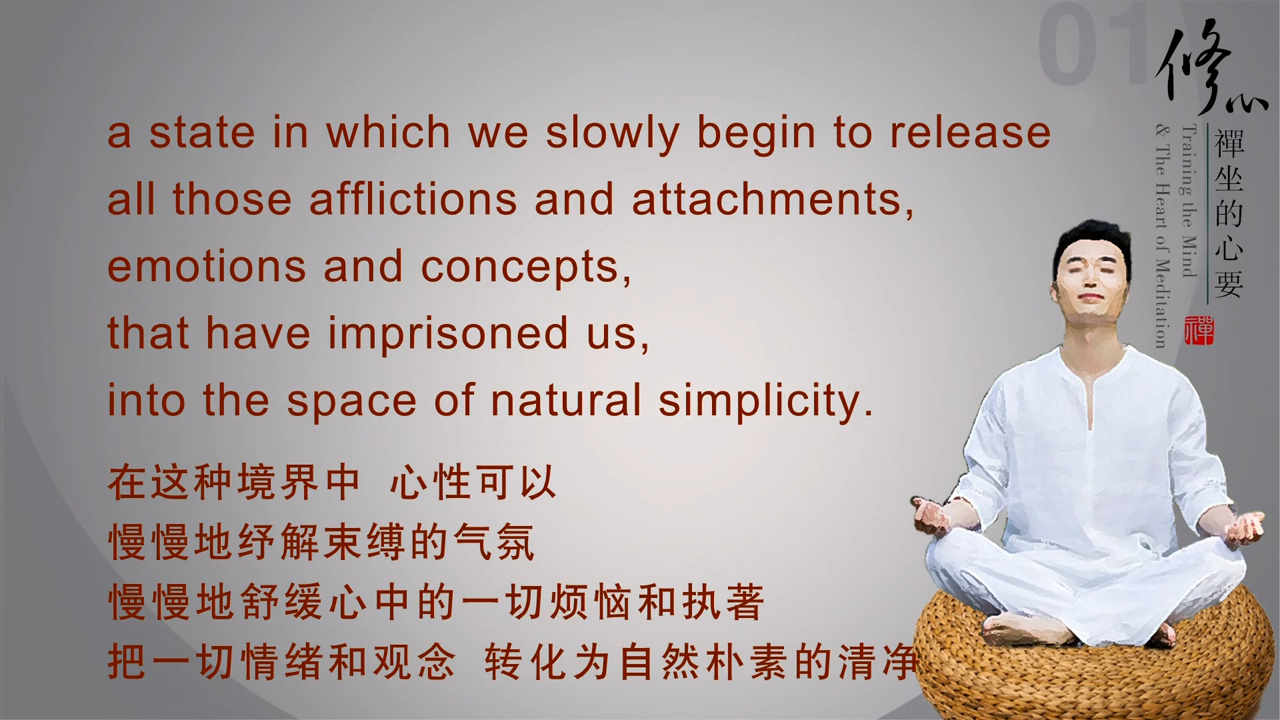 a state in which we slowly begin to release
all those afflictions and attachments,
emotions and concepts,
that have imprisoned us,
into the space of natural simplicity.
在这种境界中 心性可以
慢慢地纾解束缚的气氛
慢慢地舒缓心中的一切烦恼和执著
把一切情绪和观念 转化为自然朴素的清净
01
修心
禪坐的心要
Training the Mind
& The Heart of Meditation
禪